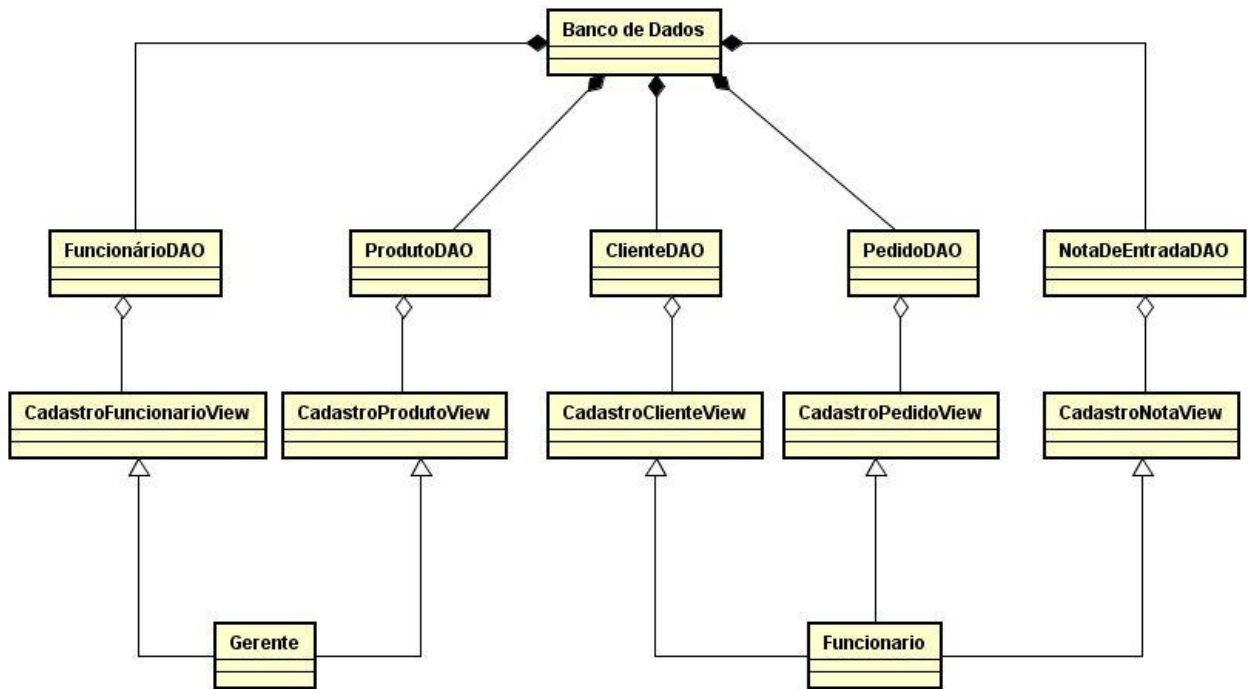 Banco de Dados
FuncionárioDAO
ProdutoDAO
ClienteDAO
PedidoDAO
NotaDeEntradaDAO
CadastroFuncionarioView
CadastroProdutoView
CadastroClienteView
CadastroPedidoView
CadastroNotaView
Gerente
Funcionario